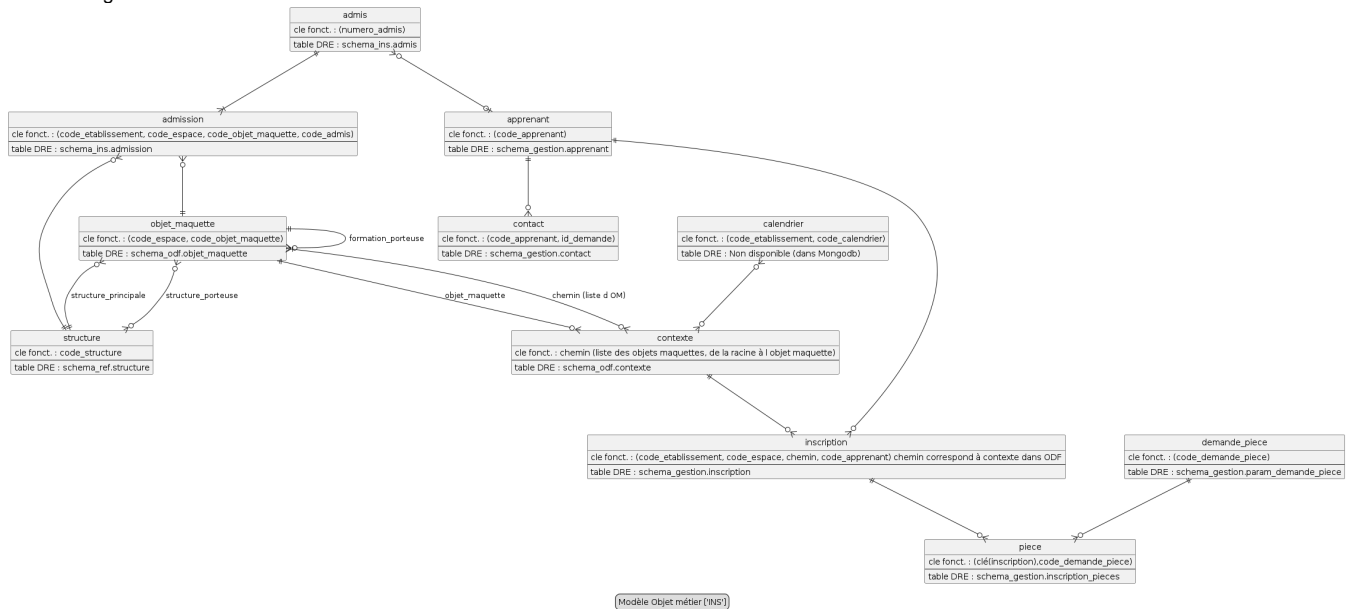 admis
cle fonct. : (numero_admis)
table DRE : schema_ins.admis
admission
cle fonct. : (code_etablissement, code_espace, code_objet_maquette, code_admis)
table DRE : schema_ins.admission
apprenant
cle fonct. : (code_apprenant)
table DRE : schema_gestion.apprenant
objet_maquette
cle fonct. : (code_espace, code_objet_maquette)
table DRE : schema_odf.objet_maquette
formation_porteuse
contact
cle fonct. : (code_apprenant, id_demande)
table DRE : schema_gestion.contact
calendrier
cle fonct. : (code_etablissement, code_calendrier)
table DRE : Non disponible (dans Mongodb)
structure_principale
structure_porteuse
objet_maquette
chemin (liste d OM)
structure
cle fonct. : code_structure
table DRE : schema_ref.structure
contexte
cle fonct. : chemin (liste des objets maquettes, de la racine à l objet maquette)
table DRE : schema_odf.contexte
inscription
cle fonct. : (code_etablissement, code_espace, chemin, code_apprenant) chemin correspond à contexte dans ODF
table DRE : schema_gestion.inscription
demande_piece
cle fonct. : (code_demande_piece)
table DRE : schema_gestion.param_demande_piece
piece
cle fonct. : (clé(inscription),code_demande_piece)
table DRE : schema_gestion.inscription_pieces
Modèle Objet métier ['INS']